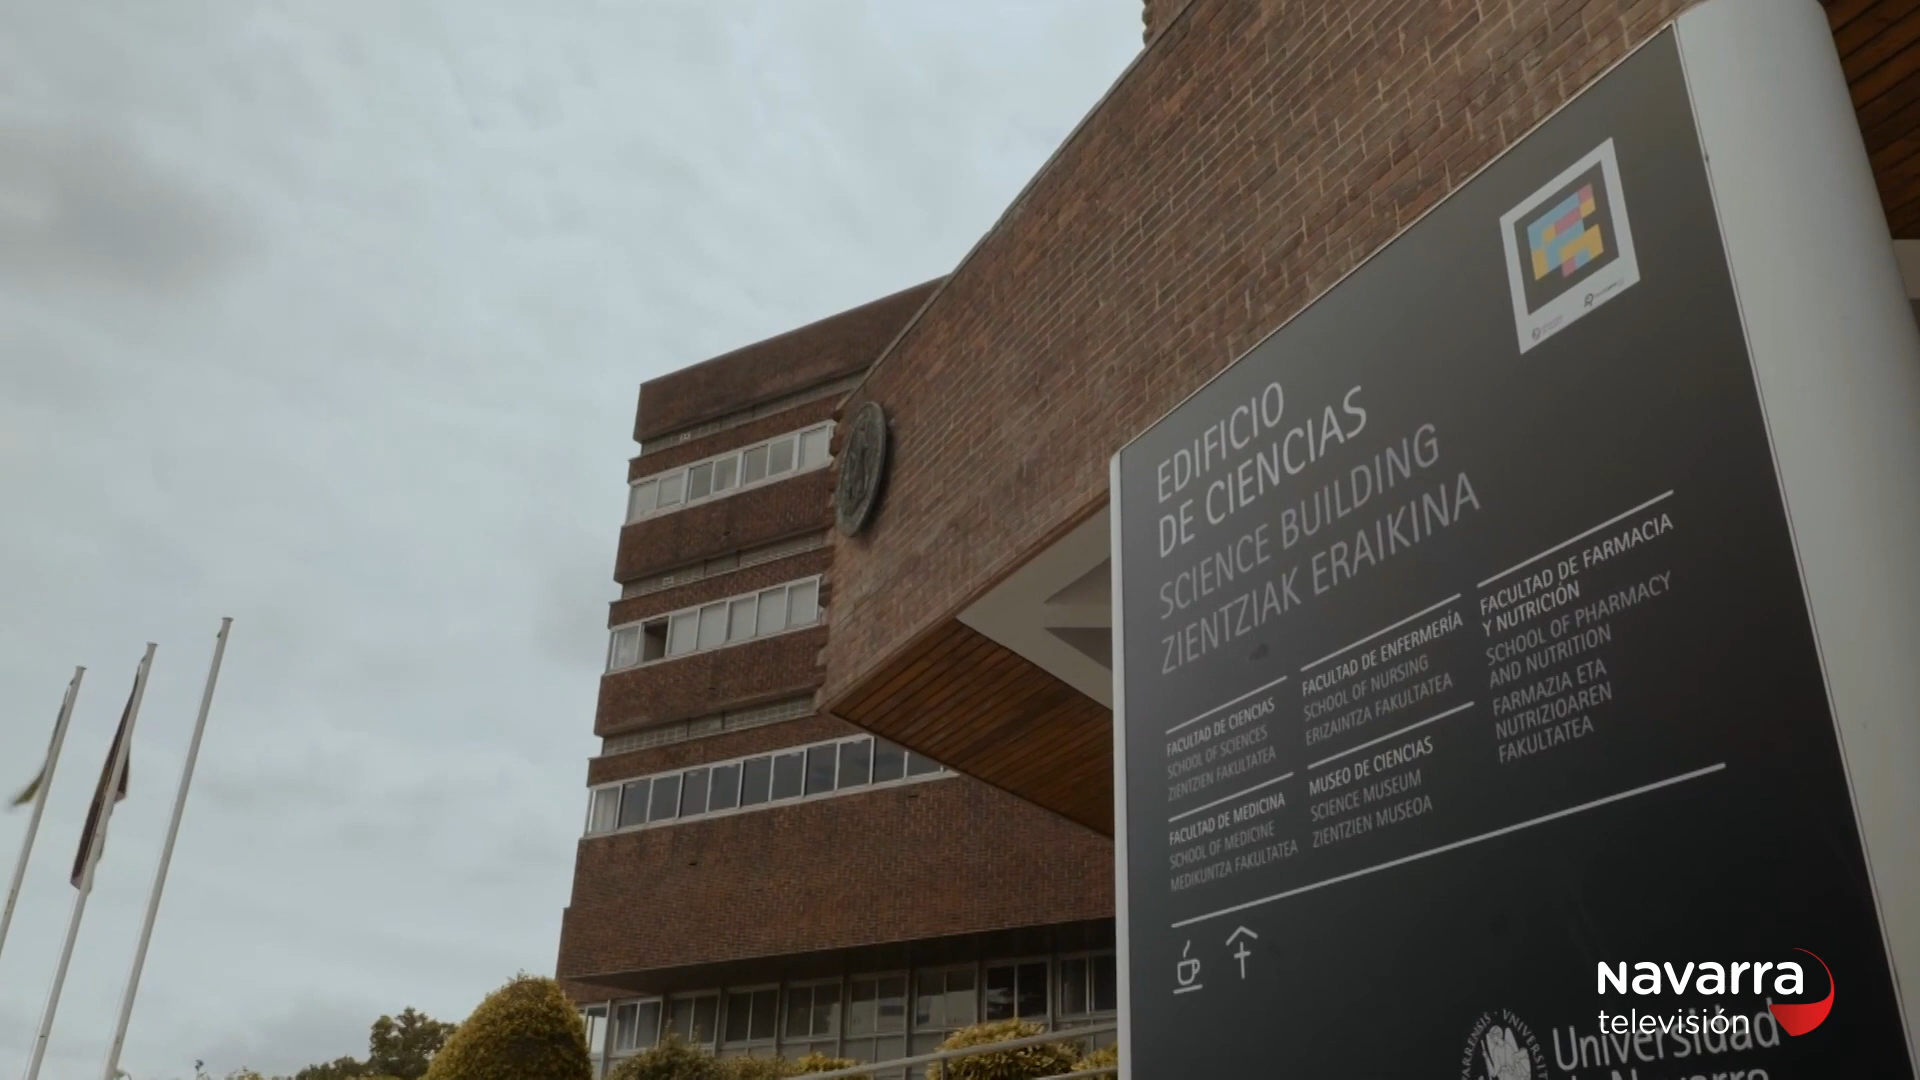 EDIFICIO
DE CIENCIAS
SCIENCE BUILDING
ZIENTZIAK ERAIKINA
FACULTAD DE CIENCIAS
SCHOOL OF SCIENCES
ZIENTZIEN FAKULTATEA
FACULTAD DE MEDICINA
SCHOOL OF MEDICINE
MEDIKUNTZA FAKULTATEA
FACULTAD DE ENFERMERÍA
SCHOOL OF NURSING
ERIZAINTZA FAKULTATEA
MUSEO DE CIENCIAS
SCIENCE MUSEUM
ZIENTZIEN MUSEOA
FACULTAD DE FARMACIA
Y NUTRICIÓN
SCHOOL OF PHARMACY
AND NUTRITION
FARMAZIA ETA
NUTRIZIOAREN
FAKULTATEA
Universidad
de Navarra
Navarra
televisión